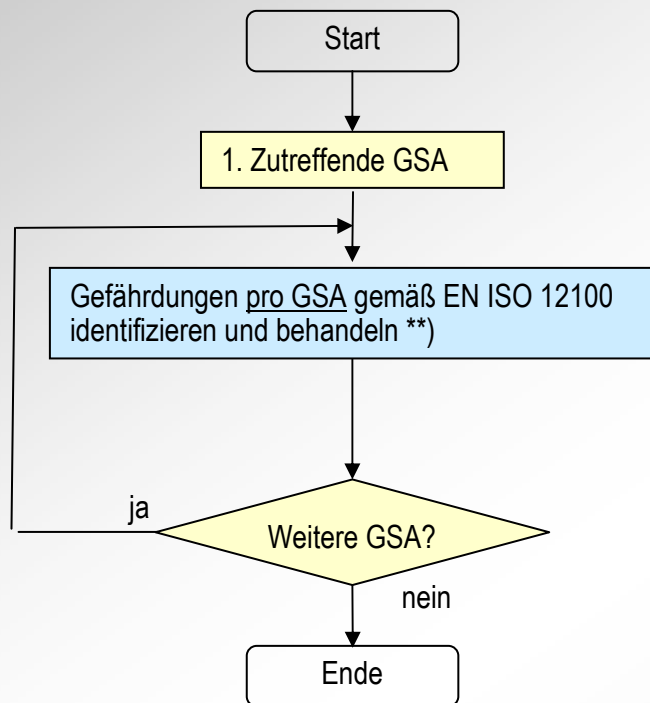 Start
1. Zutreffende GSA
Gefährdungen pro GSA gemäß EN ISO 12100
identifizieren und behandeln **)
ja
Weitere GSA?
nein
Ende